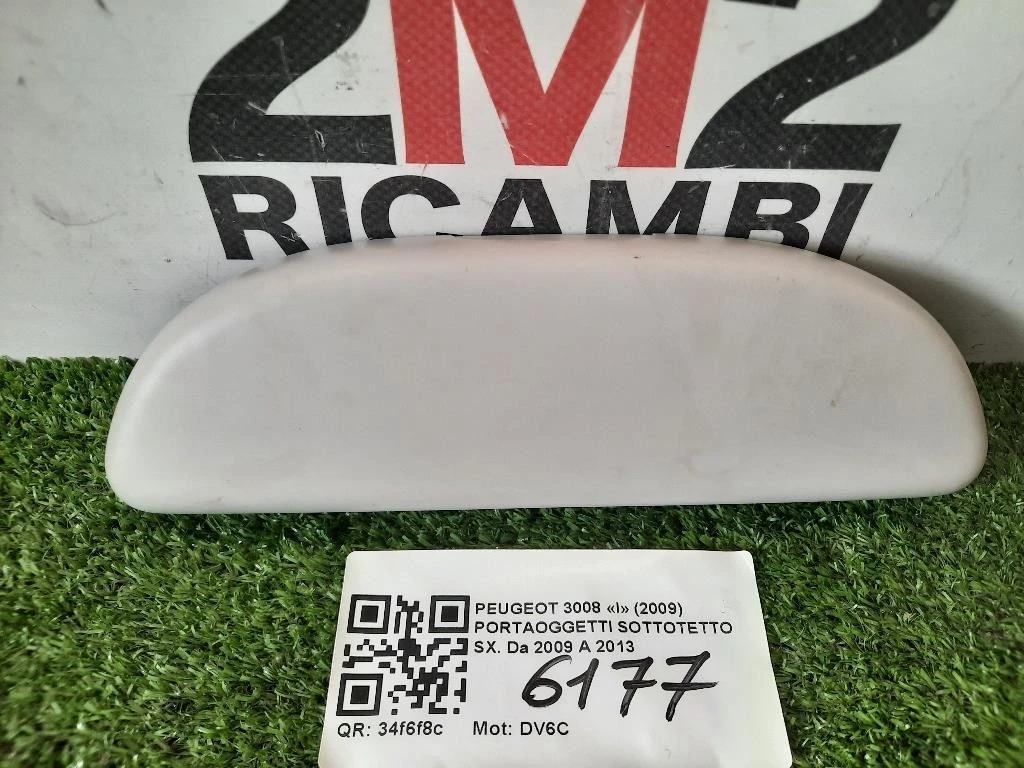 2M2
RICAMBI
PEUGEOT 3008 «I» (2009)
PORTAOGGETTI SOTTOTETTO
SX. Da 2009 A 2013
6177
QR: 34f6f8c Mot: DV6C